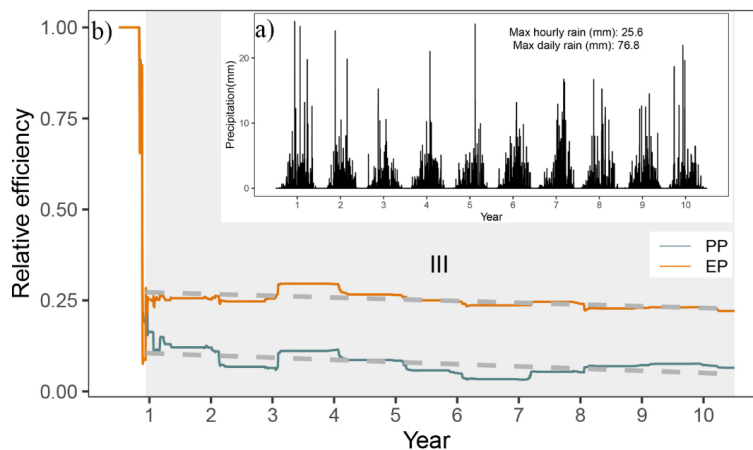 b)
a)
Max hourly rain (mm): 25.6
Max daily rain (mm): 76.8
Precipitation(mm)
20
10
0
1 2 3 4 5 6 7 8 9 10
Year
Relative efficiency
1.00
0.75
0.50
0.25
0.00
III
PP
EP
1 2 3 4 5 6 7 8 9 10
Year